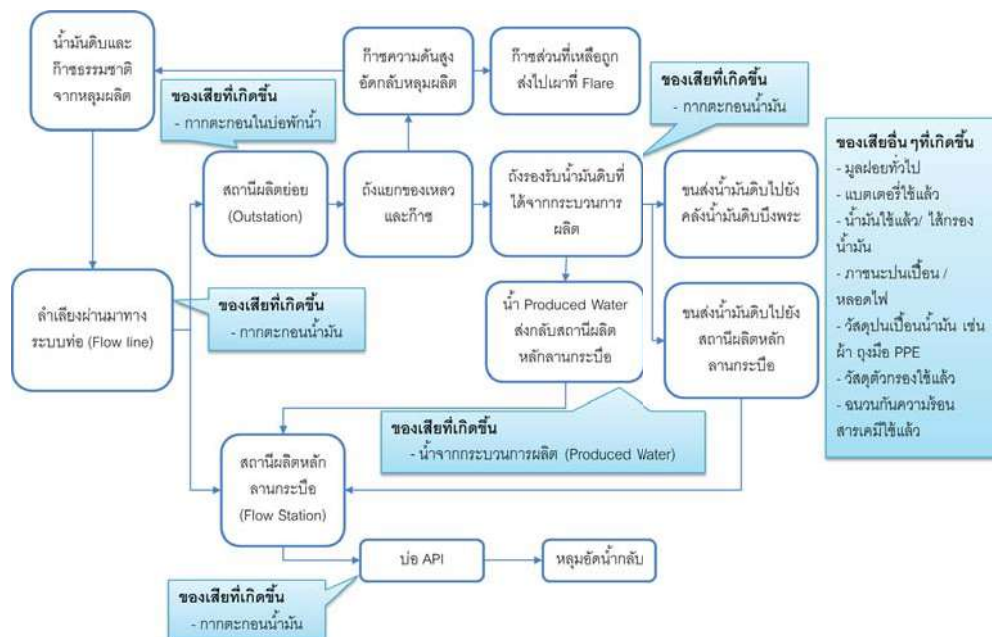 น้ำมันดิบและ
ก๊าซธรรมชาติ
จากหลุมผลิต
ก๊าซความดันสูง
อัดกลับหลุมผลิต
ก๊าซส่วนที่เหลือถูก
ส่งไปเผาที่ Flare
ของเสียที่เกิดขึ้น
- กากตะกอนในบ่อพักน้ำ
ของเสียที่เกิดขึ้น
- กากตะกอนน้ำมัน
สถานีผลิตย่อย
(Outstation)
ถังแยกของเหลว
และก๊าซ
ถังรองรับน้ำมันดิบที่
ได้จากกระบวนการ
ผลิต
ขนส่งน้ำมันดิบไปยัง
คลังน้ำมันดิบบึงพระ
ของเสียอื่น ๆที่เกิดขึ้น
- มูลฝอยทั่วไป
- แบตเตอรี่ใช้แล้ว
- น้ำมันใช้แล้ว/ ไส้กรอง
น้ำมัน
- ภาชนะปนเปื้อน /
หลอดไฟ
- วัสดุปนเปื้อนน้ำมัน เช่น
ผ้า ถุงมือ PPE
- วัสดุตัวกรองใช้แล้ว
- ฉนวนกันความร้อน
สารเคมีใช้แล้ว
ลำเลียงผ่านมาทาง
ระบบท่อ (Flow line)
ของเสียที่เกิดขึ้น
- กากตะกอนน้ำมัน
น้ำ Produced Water
ส่งกลับสถานีผลิต
หลักลานกระบือ
ขนส่งน้ำมันดิบไปยัง
สถานีผลิตหลัก
ลานกระบือ
ของเสียที่เกิดขึ้น
- น้ำจากกระบวนการผลิต (Produced Water)
สถานีผลิตหลัก
ลานกระบือ
(Flow Station)
บ่อ API
หลุมอัดน้ำกลับ
ของเสียที่เกิดขึ้น
- กากตะกอนน้ำมัน